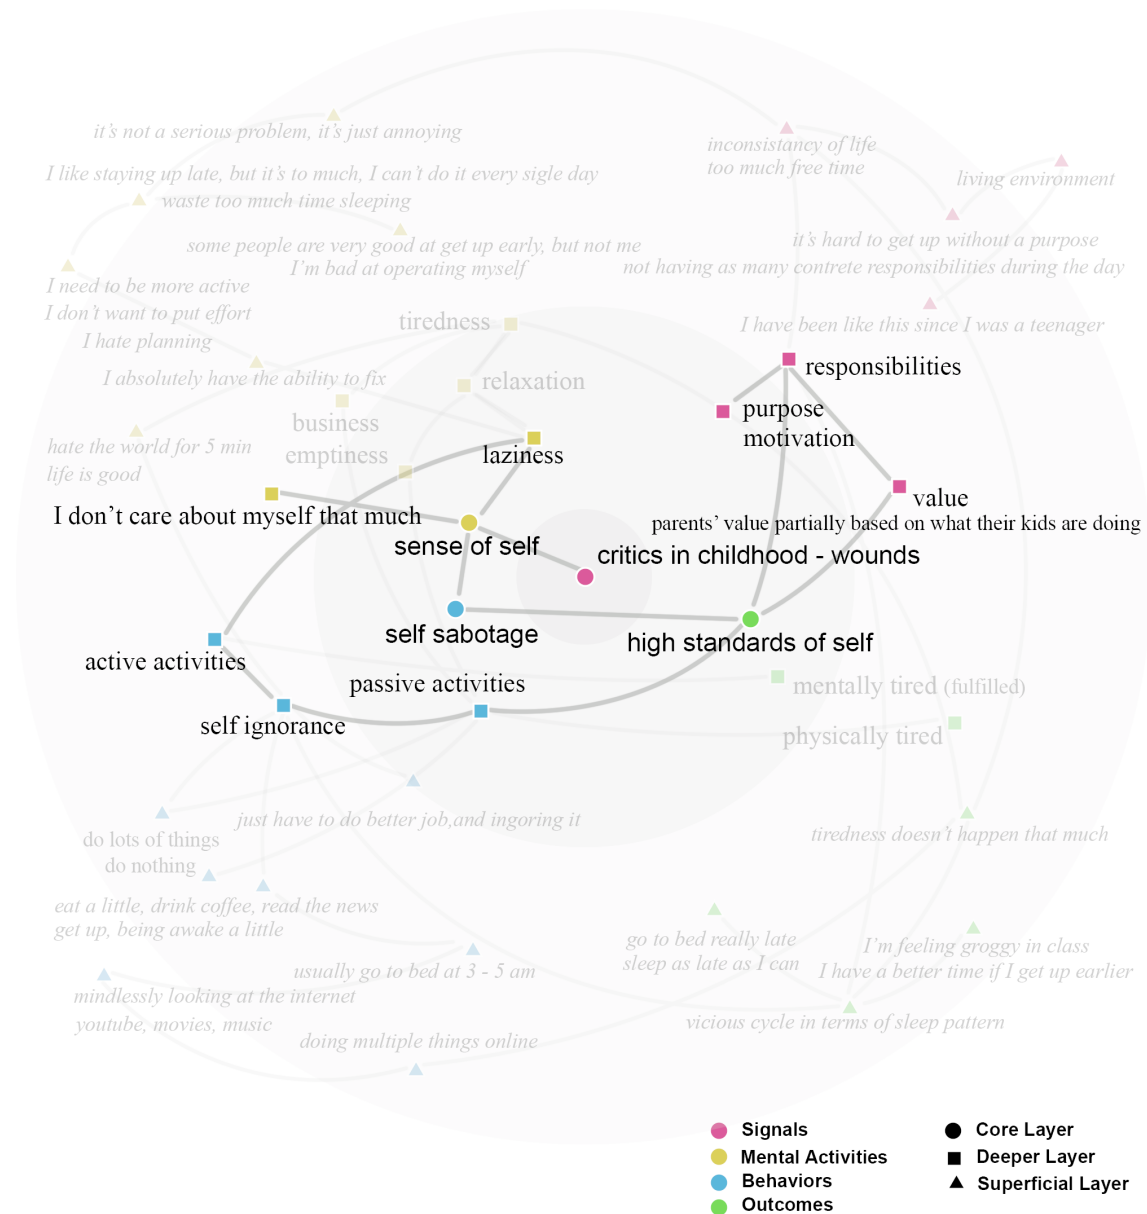 it's not a serious problem, it's just annoying
inconsistancy of life
too much free time
I like staying up late, but it's to much, I can't do it every sigle day
living environment
waste too much time sleeping
some people are very good at get up early, but not me
it's hard to get up without a purpose
I'm bad at operating myself
not having as many contrete responsibilities during the day
I need to be more active
I don't want to put effort
tiredness
I have been like this since I was a teenager
I hate planning
responsibilities
I absolutely have the ability to fix
relaxation
purpose
motivation
business
hate the world for 5 min
emptiness
laziness
life is good
value
I don't care about myself that much
parents' value partially based on what their kids are doing
sense of self
critics in childhood - wounds
self sabotage
high standards of self
active activities
passive activities
mentally tired (fulfilled)
self ignorance
physically tired
just have to do better job,and ingoring it
tiredness doesn't happen that much
do lots of things
do nothing
eat a little, drink coffee, read the news
get up, being awake a little
go to bed really late
I'm feeling groggy in class
sleep as late as I can
I have a better time if I get up earlier
usually go to bed at 3 - 5 am
mindlessly looking at the internet
youtube, movies, music
vicious cycle in terms of sleep pattern
doing multiple things online
Signals
Core Layer
Mental Activities
Deeper Layer
Behaviors
Superficial Layer
Outcomes